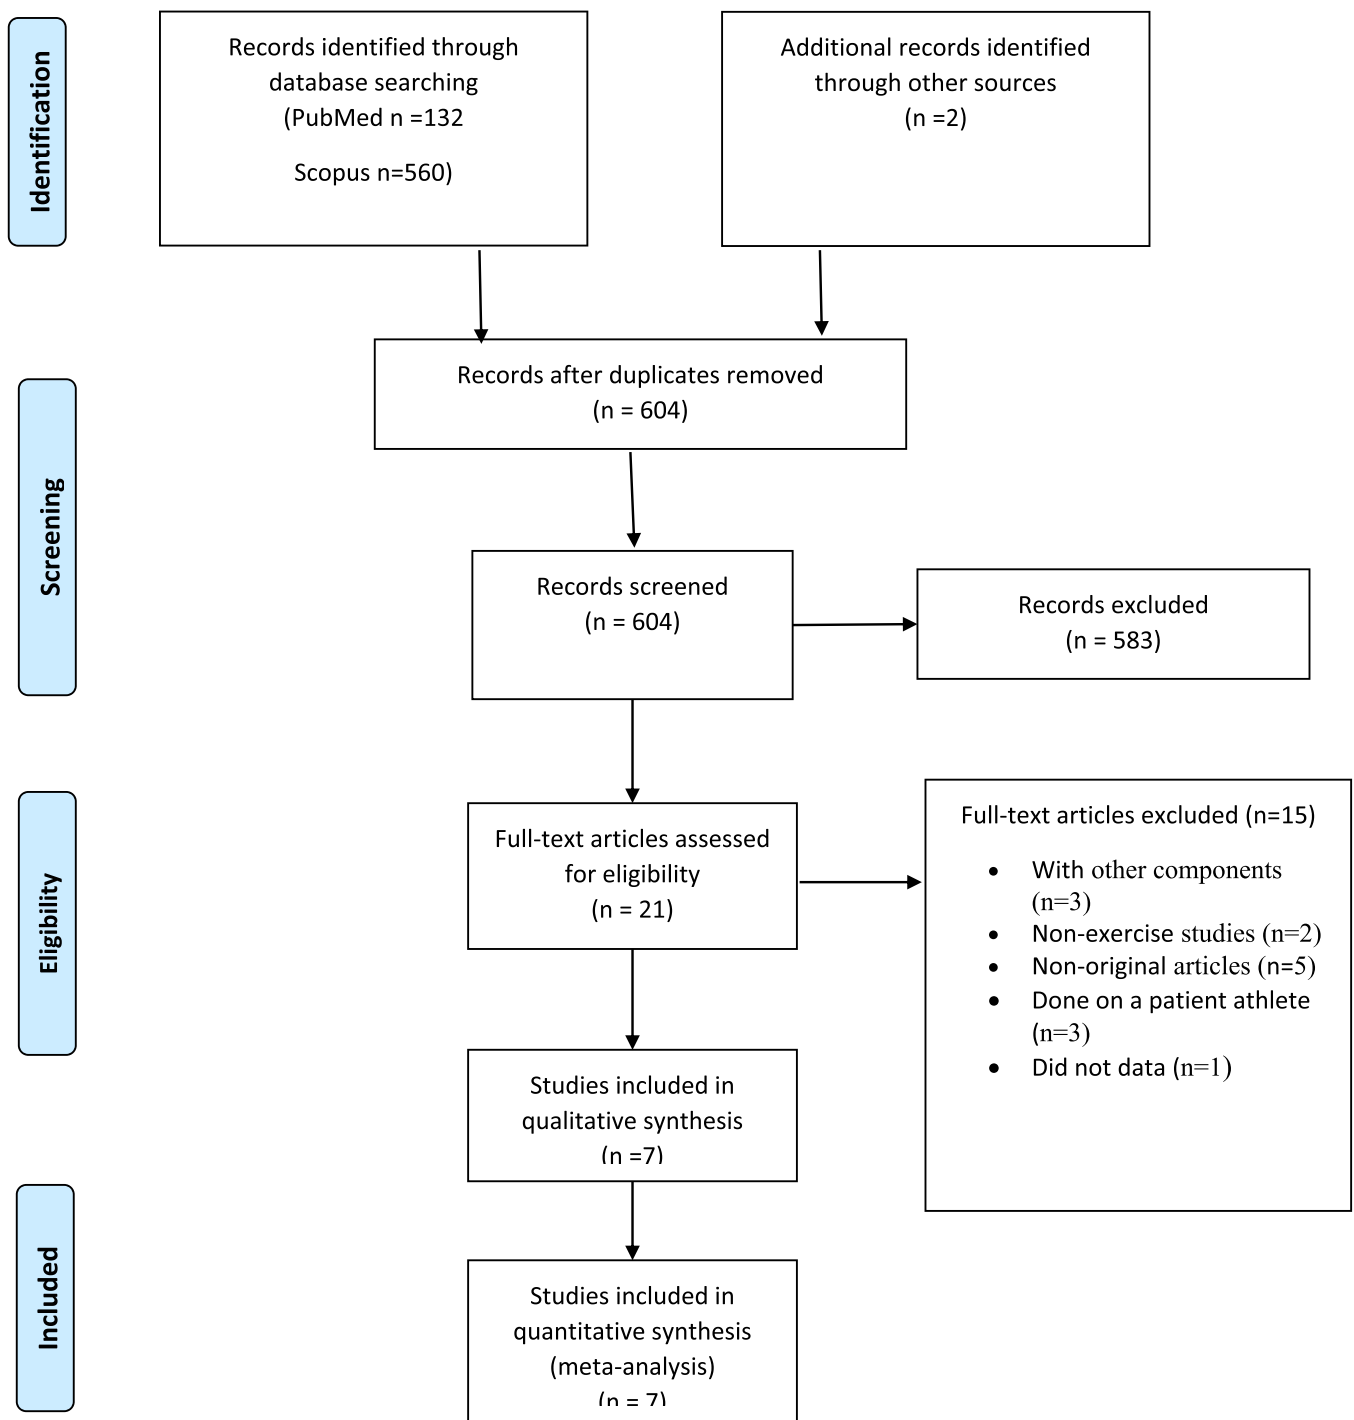 Identification
Records identified through
database searching
(PubMed n =132
Scopus n=560)
Additional records identified
through other sources
(n =2)
Screening
Records after duplicates removed
(n = 604)
Records screened
(n = 604)
Records excluded
(n = 583)
Eligibility
Full-text articles assessed
for eligibility
(n = 21)
Full-text articles excluded (n=15)
• With other components
(n=3)
• Non-exercise studies (n=2)
• Non-original articles (n=5)
• Done on a patient athlete
(n=3)
• Did not data (n=1)
Studies included in
qualitative synthesis
(n =7)
Included
Studies included in
quantitative synthesis
(meta-analysis)
(n = 7)